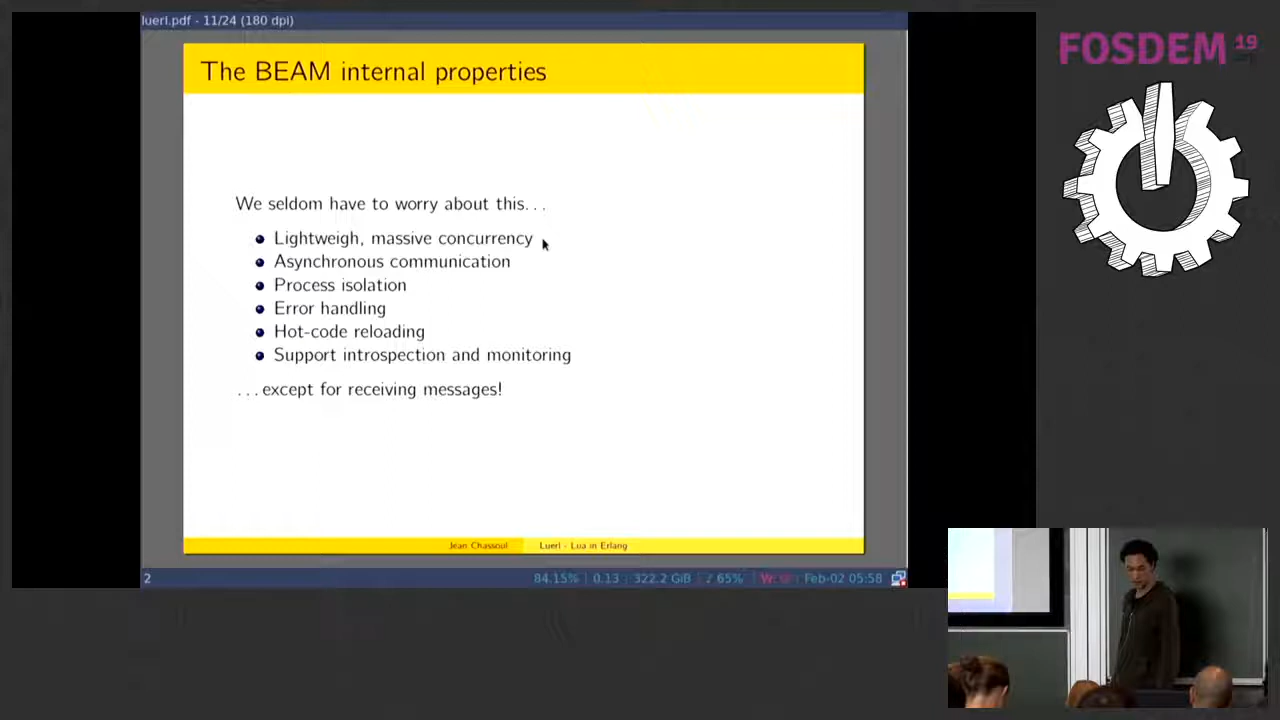 luerl.pdf - 11/24 (180 dpi)
FOSDEM 19
The BEAM internal properties
We seldom have to worry about this...
Lightweigh, massive concurrency
Asynchronous communication
Process isolation
Error handling
Hot-code reloading
Support introspection and monitoring
...except for receiving messages!
Jean Chassoul Luerl - Lua in Erlang
2 84.15% | 0.13 : 322.2 GiB 65% W: Feb-02 05:58